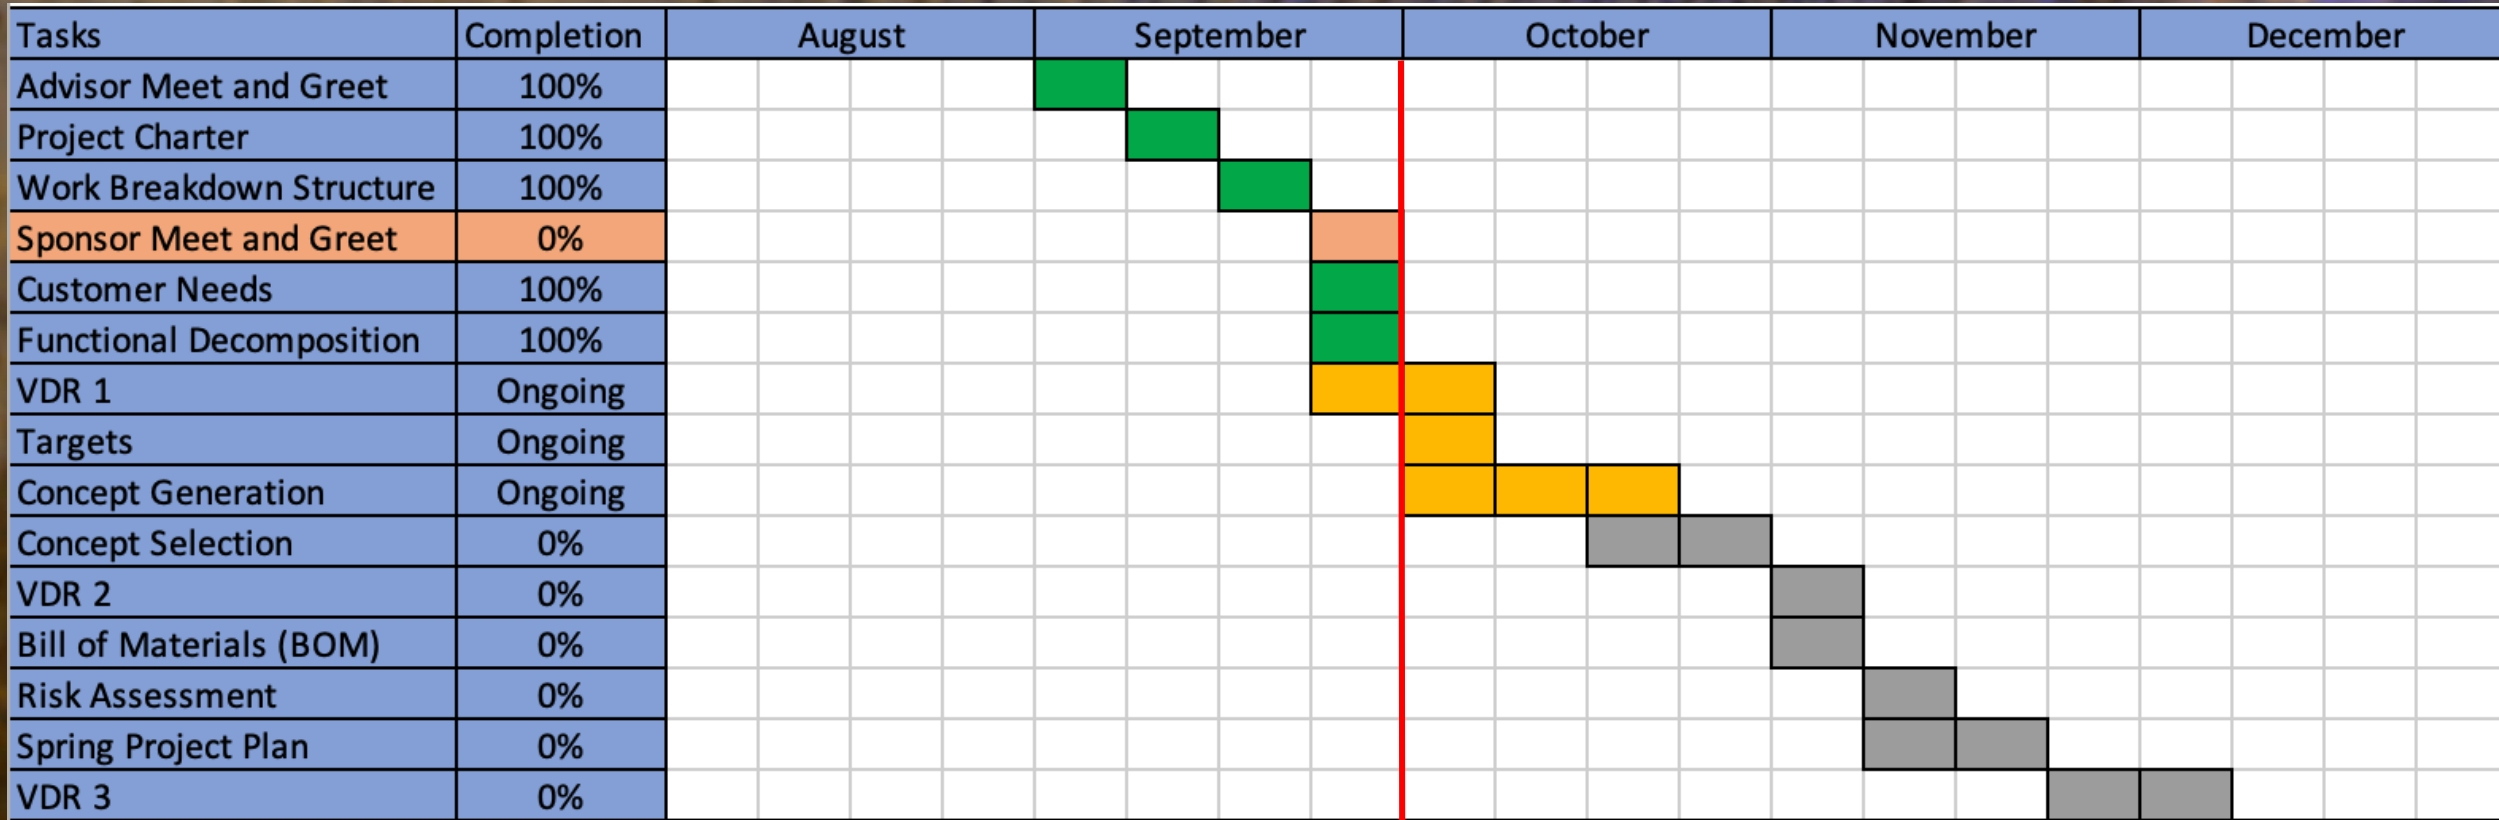 Tasks Completion August September October November December
Advisor Meet and Greet 100%
Project Charter 100%
Work Breakdown Structure 100%
Sponsor Meet and Greet 0%
Customer Needs 100%
Functional Decomposition 100%
VDR 1 Ongoing
Targets Ongoing
Concept Generation Ongoing
Concept Selection 0%
VDR 2 0%
Bill of Materials (BOM) 0%
Risk Assessment 0%
Spring Project Plan 0%
VDR 3 0%